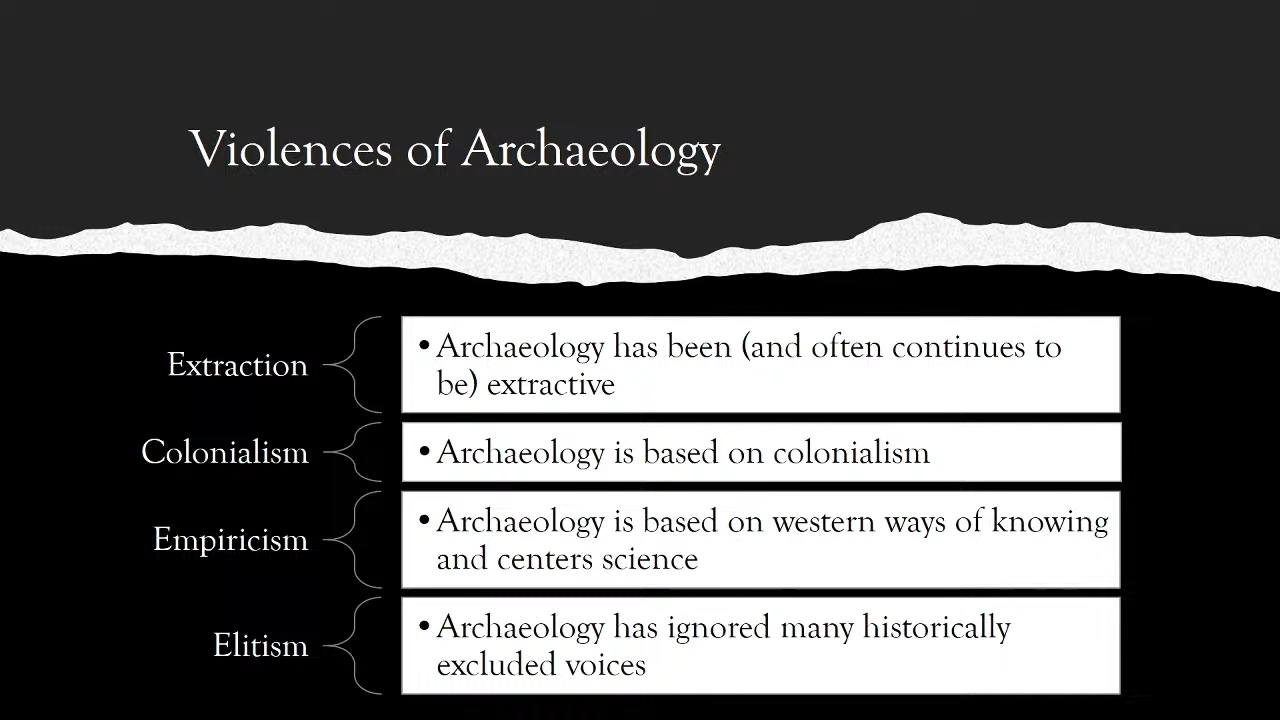 Violences of Archaeology
Extraction
• Archaeology has been (and often continues to
be) extractive
Colonialism
• Archaeology is based on colonialism
Empiricism
• Archaeology is based on western ways of knowing
and centers science
Elitism
• Archaeology has ignored many historically
excluded voices